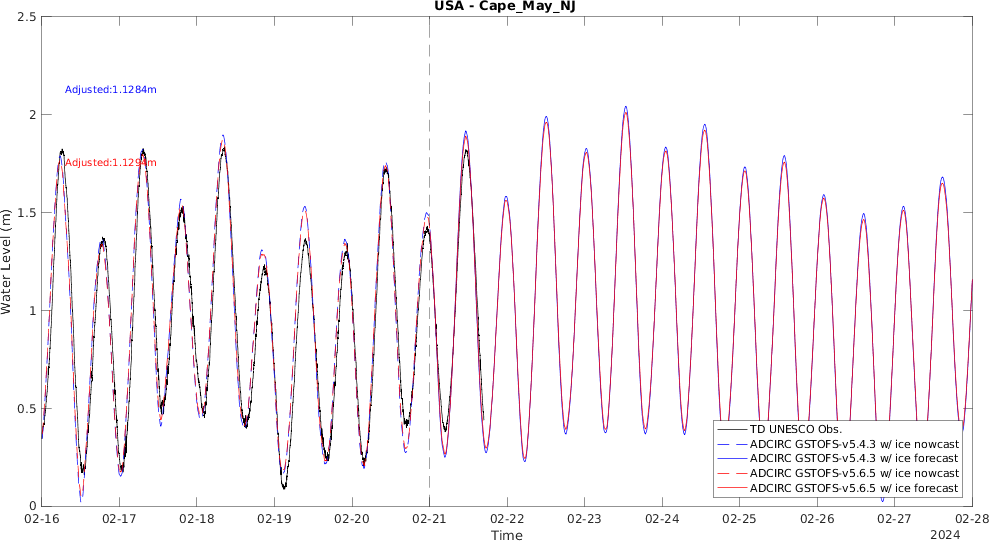 USA - Cape_May_NJ
2.5
Adjusted:1.1284m
2
Adjusted:1.1294m
1.5
Water Level (m)
1
0.5
0
TD UNESCO Obs.
ADCIRC GSTOFS-v5.4.3 w/ ice nowcast
ADCIRC GSTOFS-v5.4.3 w/ ice forecast
ADCIRC GSTOFS-v5.6.5 w/ ice nowcast
ADCIRC GSTOFS-v5.6.5 w/ ice forecast
02-16 02-17 02-18 02-19 02-20 02-21 02-22 02-23 02-24 02-25 02-26 02-27 02-28
Time
2024